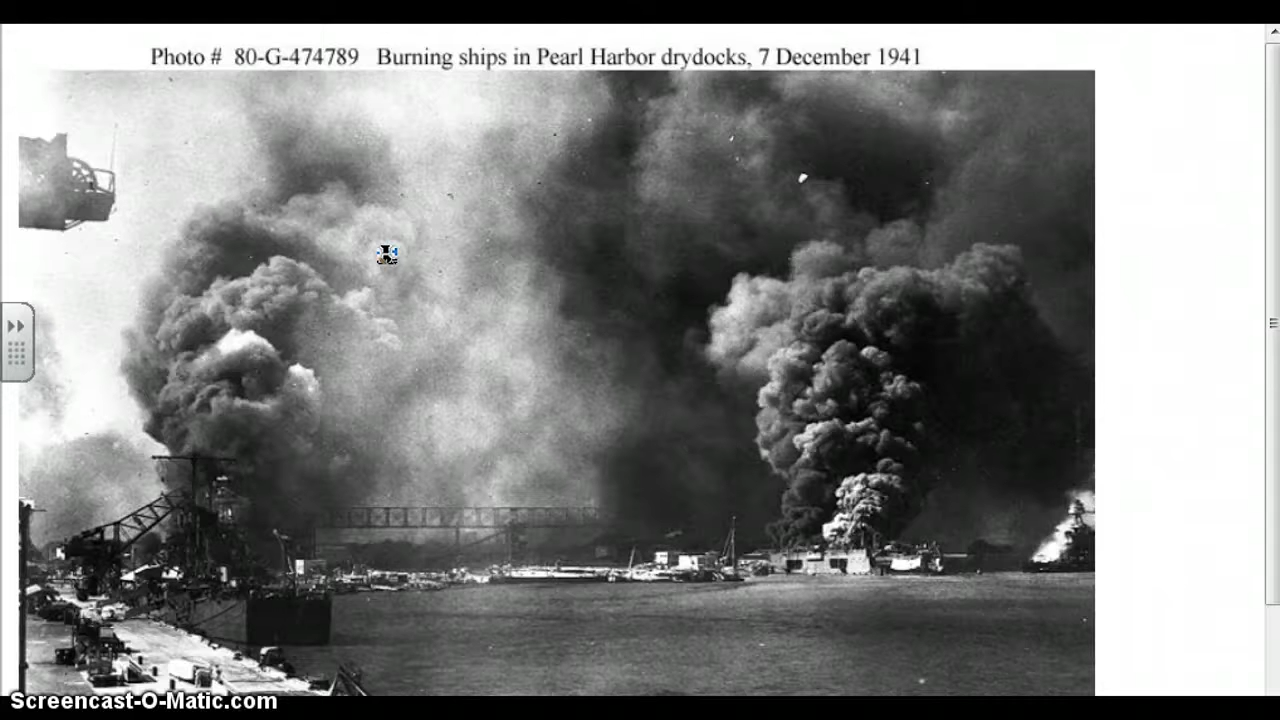 Photo # 80-G-474789 Burning ships in Pearl Harbor drydocks, 7 December 1941
Screencast-O-Matic.com